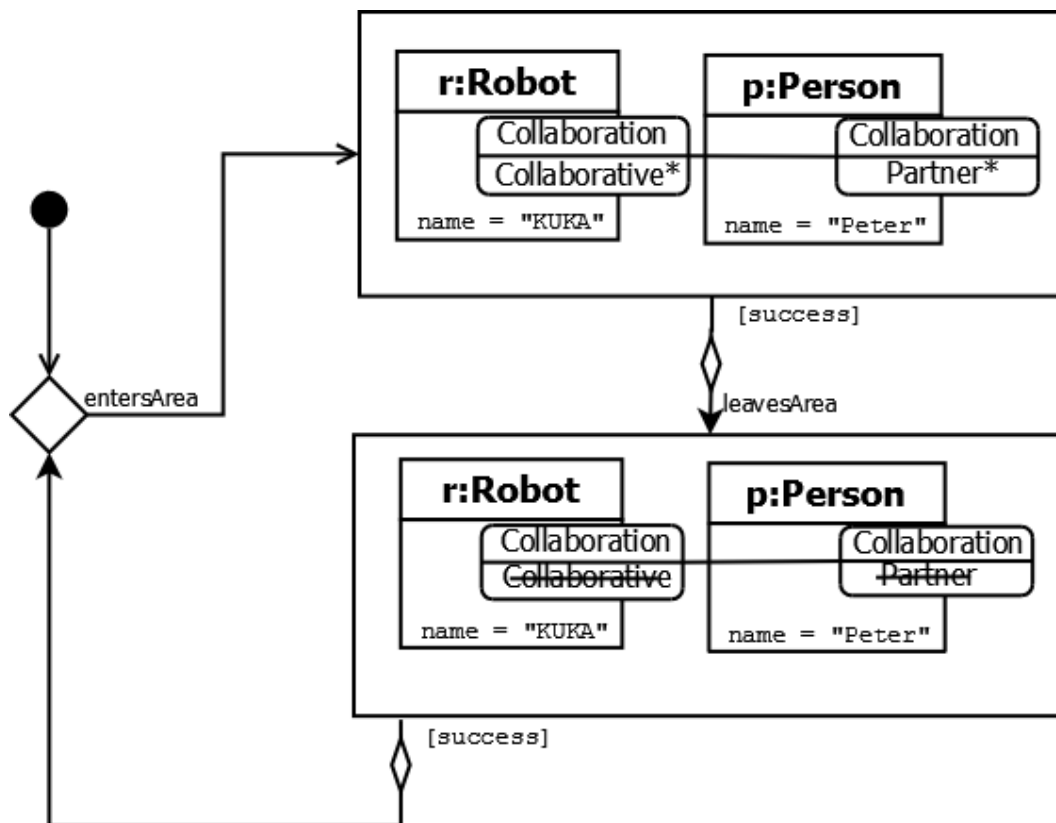 r:Robot
p:Person
Collaboration
Collaboration
Collaborative*
Partner*
name = "KUKA"
name = "Peter"
[success]
entersArea
leavesArea
r:Robot
p:Person
Collaboration
Collaboration
Collaborative
Partner
name = "KUKA"
name = "Peter"
[success]